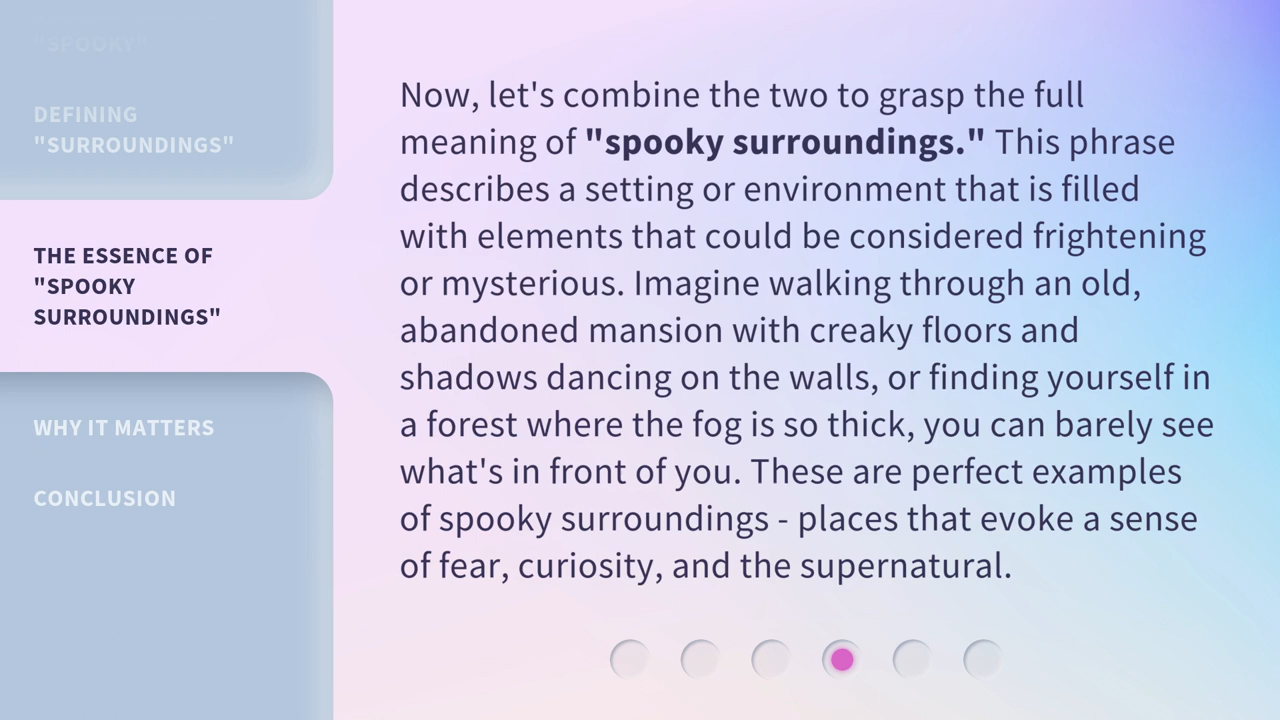 "SPOOKY"
DEFINING
"SURROUNDINGS"
THE ESSENCE OF
"SPOOKY
SURROUNDINGS"
WHY IT MATTERS
CONCLUSION
Now, let's combine the two to grasp the full
meaning of "spooky surroundings." This phrase
describes a setting or environment that is filled
with elements that could be considered frightening
or mysterious. Imagine walking through an old,
abandoned mansion with creaky floors and
shadows dancing on the walls, or finding yourself in
a forest where the fog is so thick, you can barely see
what's in front of you. These are perfect examples
of spooky surroundings - places that evoke a sense
of fear, curiosity, and the supernatural.